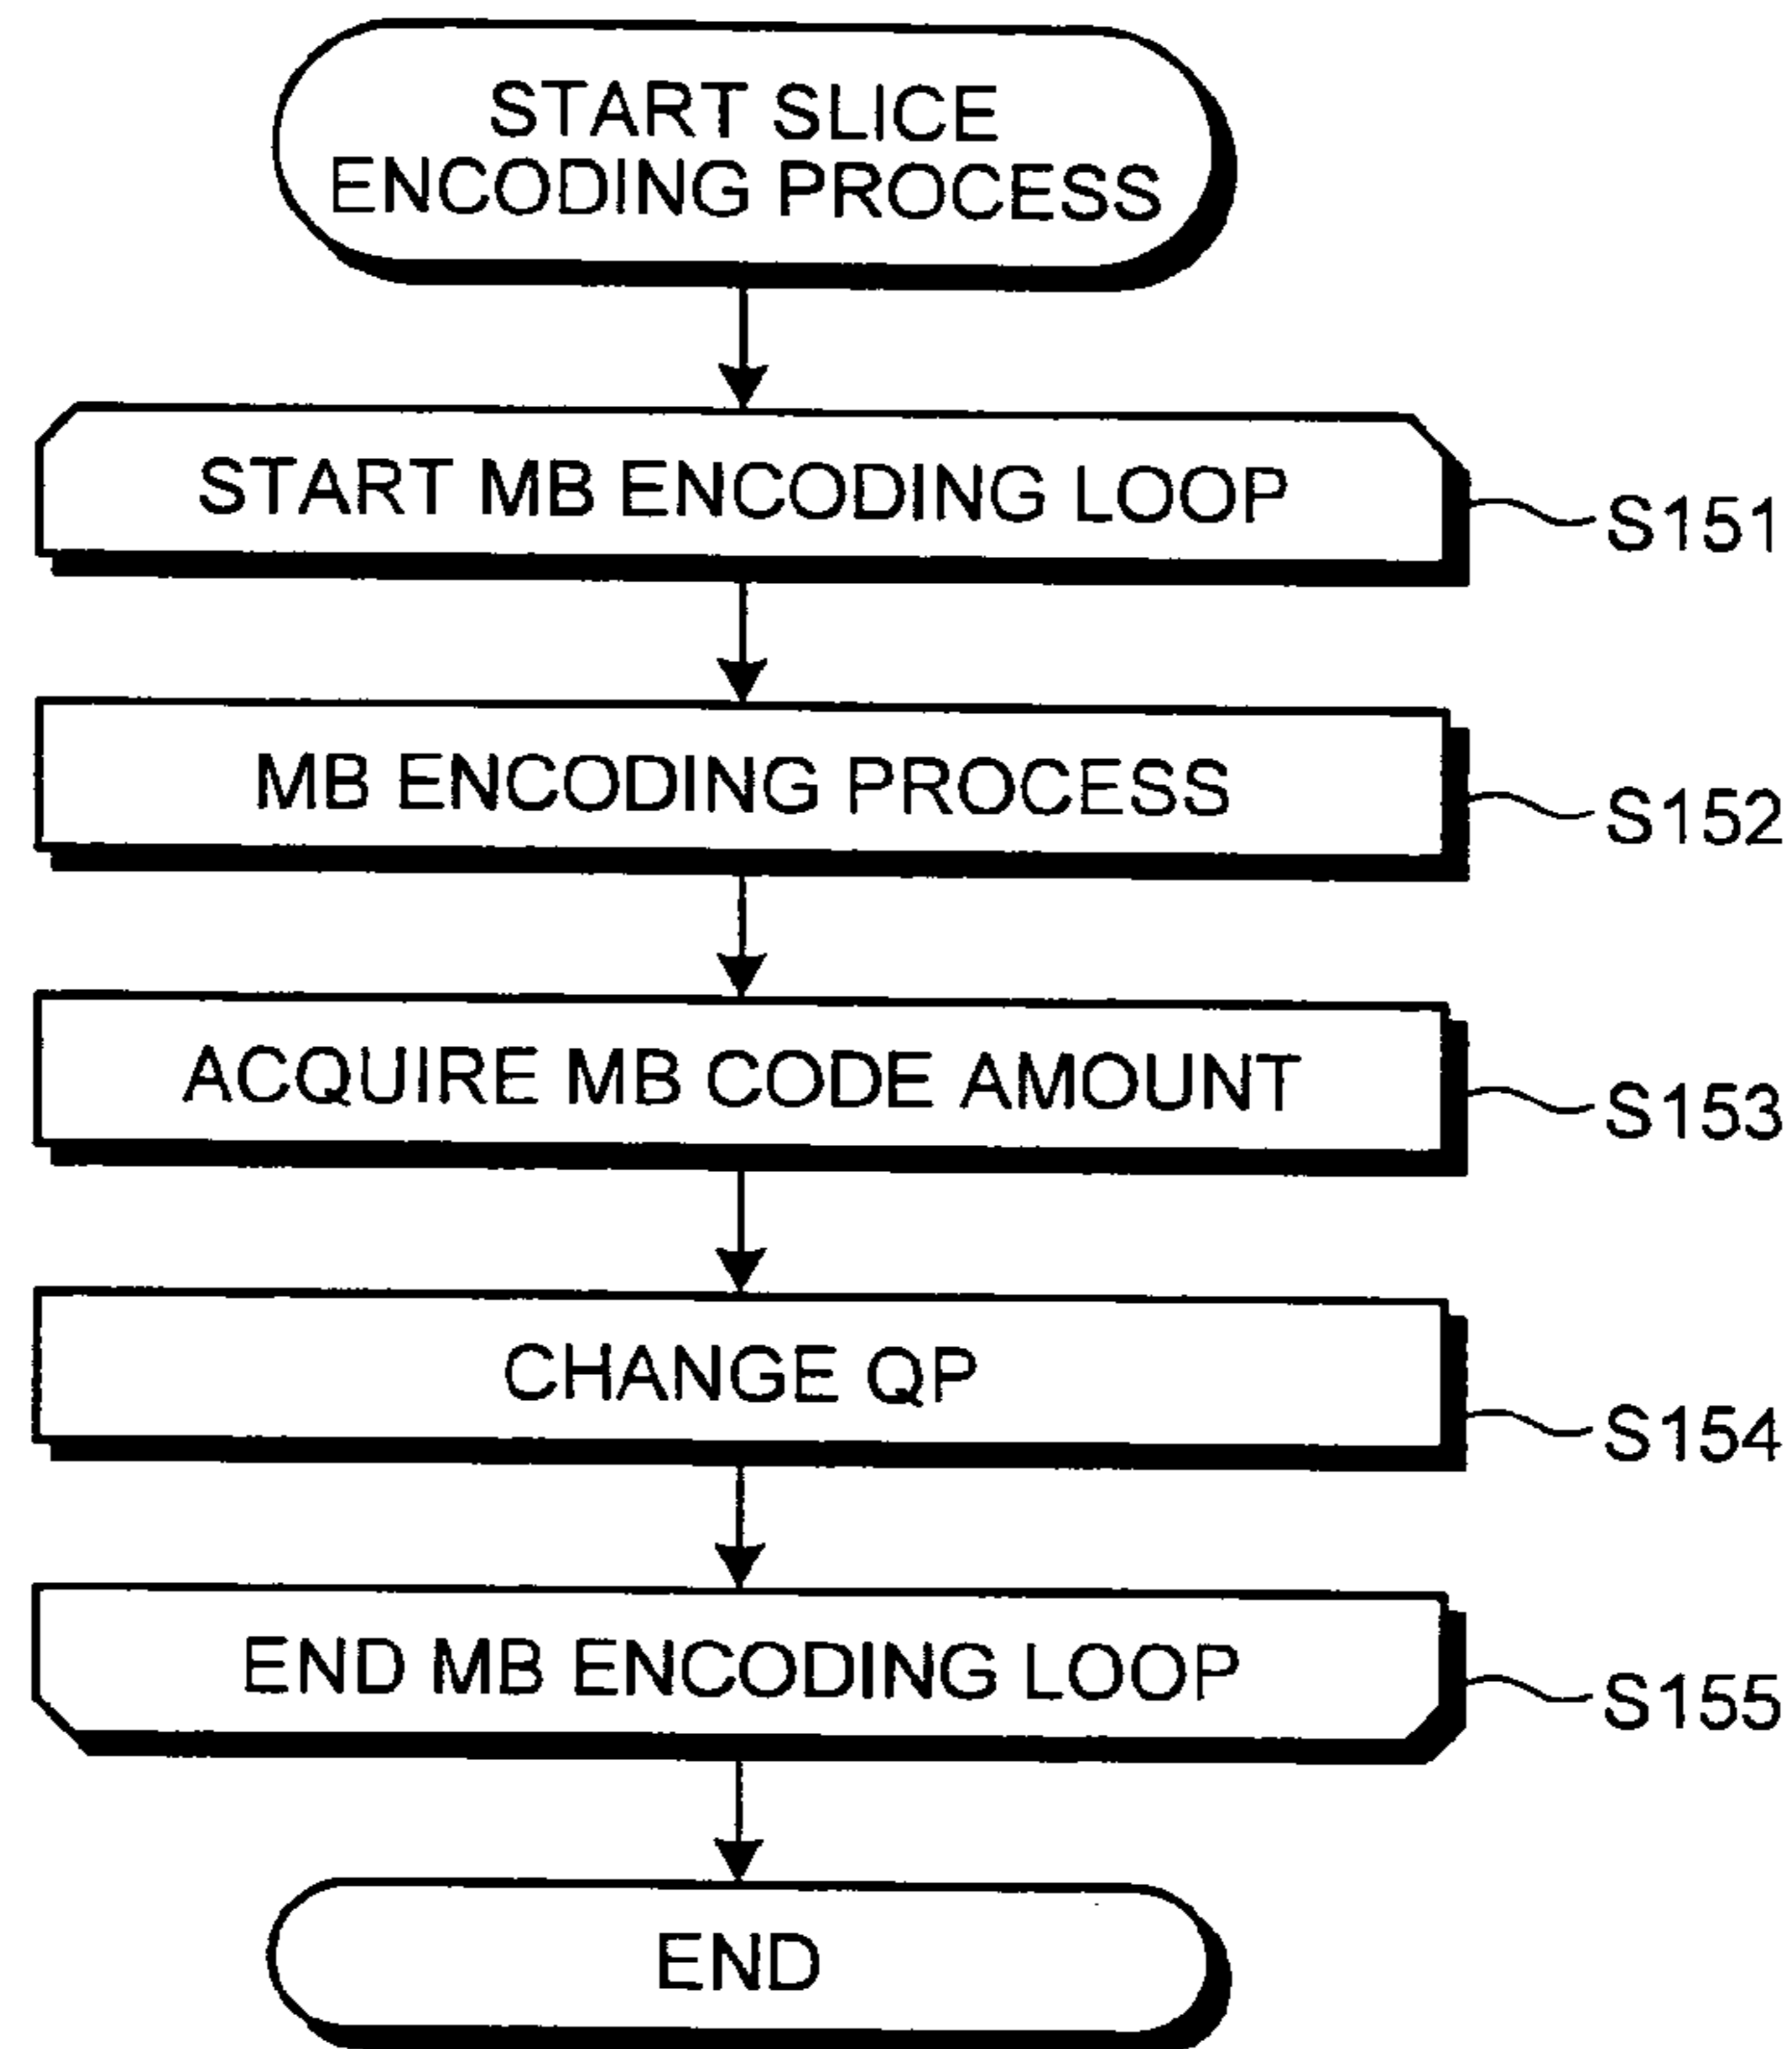 START SLICE
ENCODING PROCESS
START MB ENCODING LOOP
S151
MB ENCODING PROCESS
S152
ACQUIRE MB CODE AMOUNT
S153
CHANGE QP
S154
END MB ENCODING LOOP
S155
END